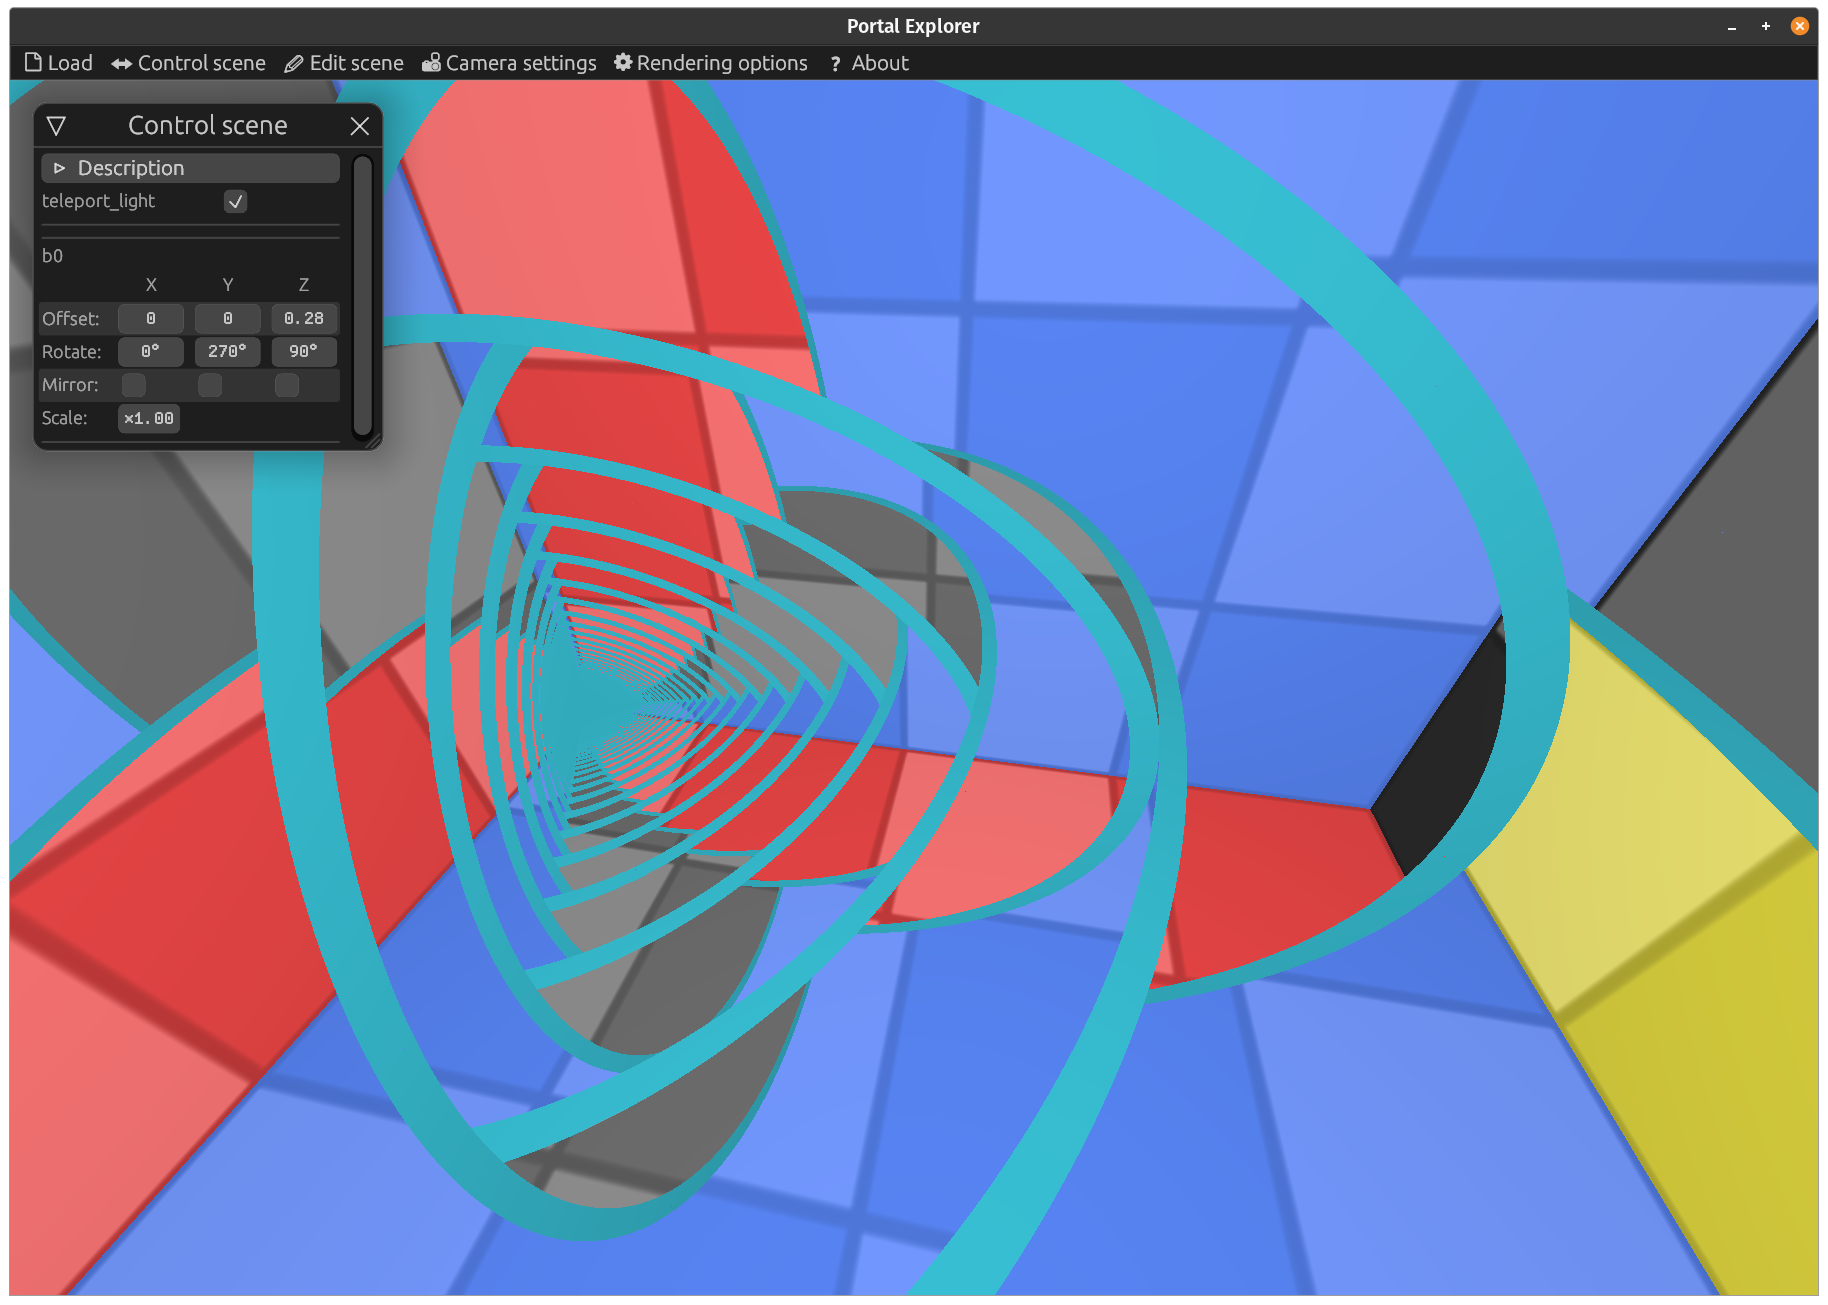 Portal Explorer
Load Control scene Edit scene Camera settings Rendering options ? About
Control scene
Description
teleport_light
b0
X Y Z
Offset: 0 0 0.28
Rotate: 0° 270° 90°
Mirror:
Scale: ×1.00